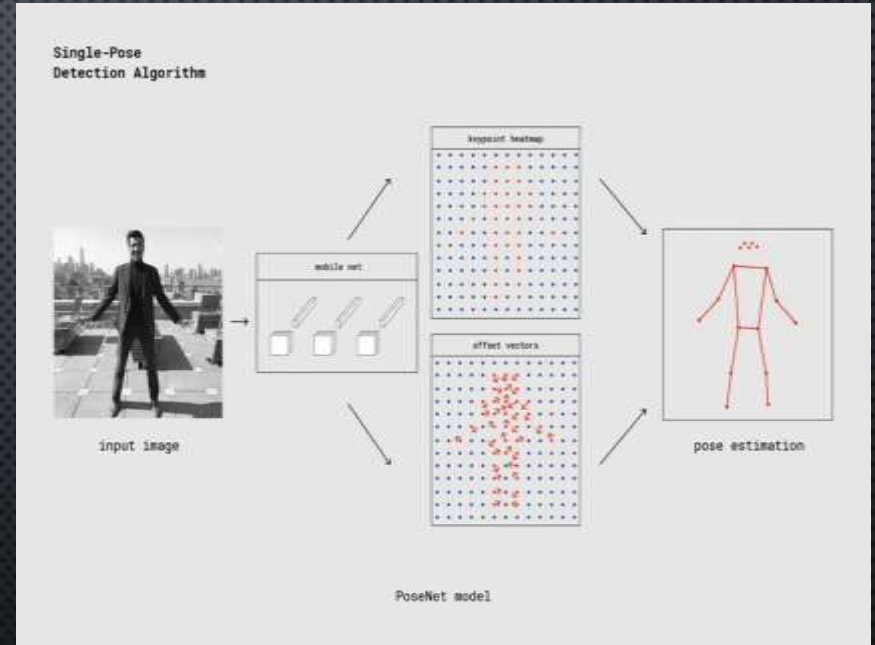 Single-Pose
Detection Algorithm
keypoint heatmap
mobile net
offset vectors
input image
pose estimation
PoseNet model